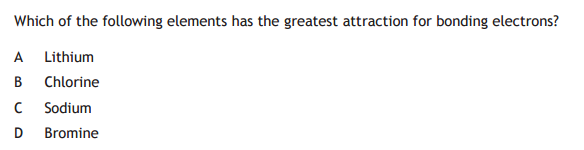 Which of the following elements has the greatest attraction for bonding electrons?
A Lithium
B Chlorine
C Sodium
D Bromine